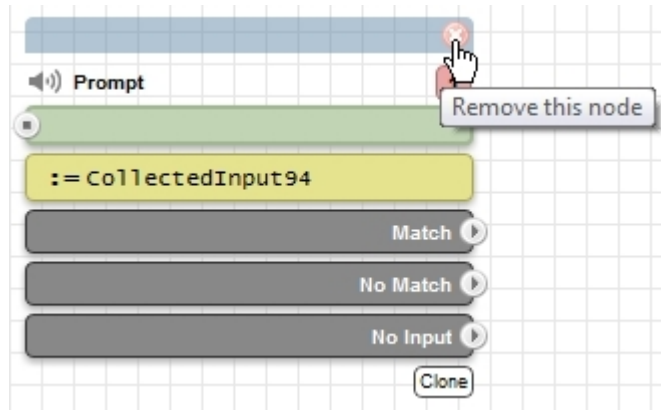 Prompt
Remove this node
:= CollectedInput94
Match
No Match
No Input
Clone